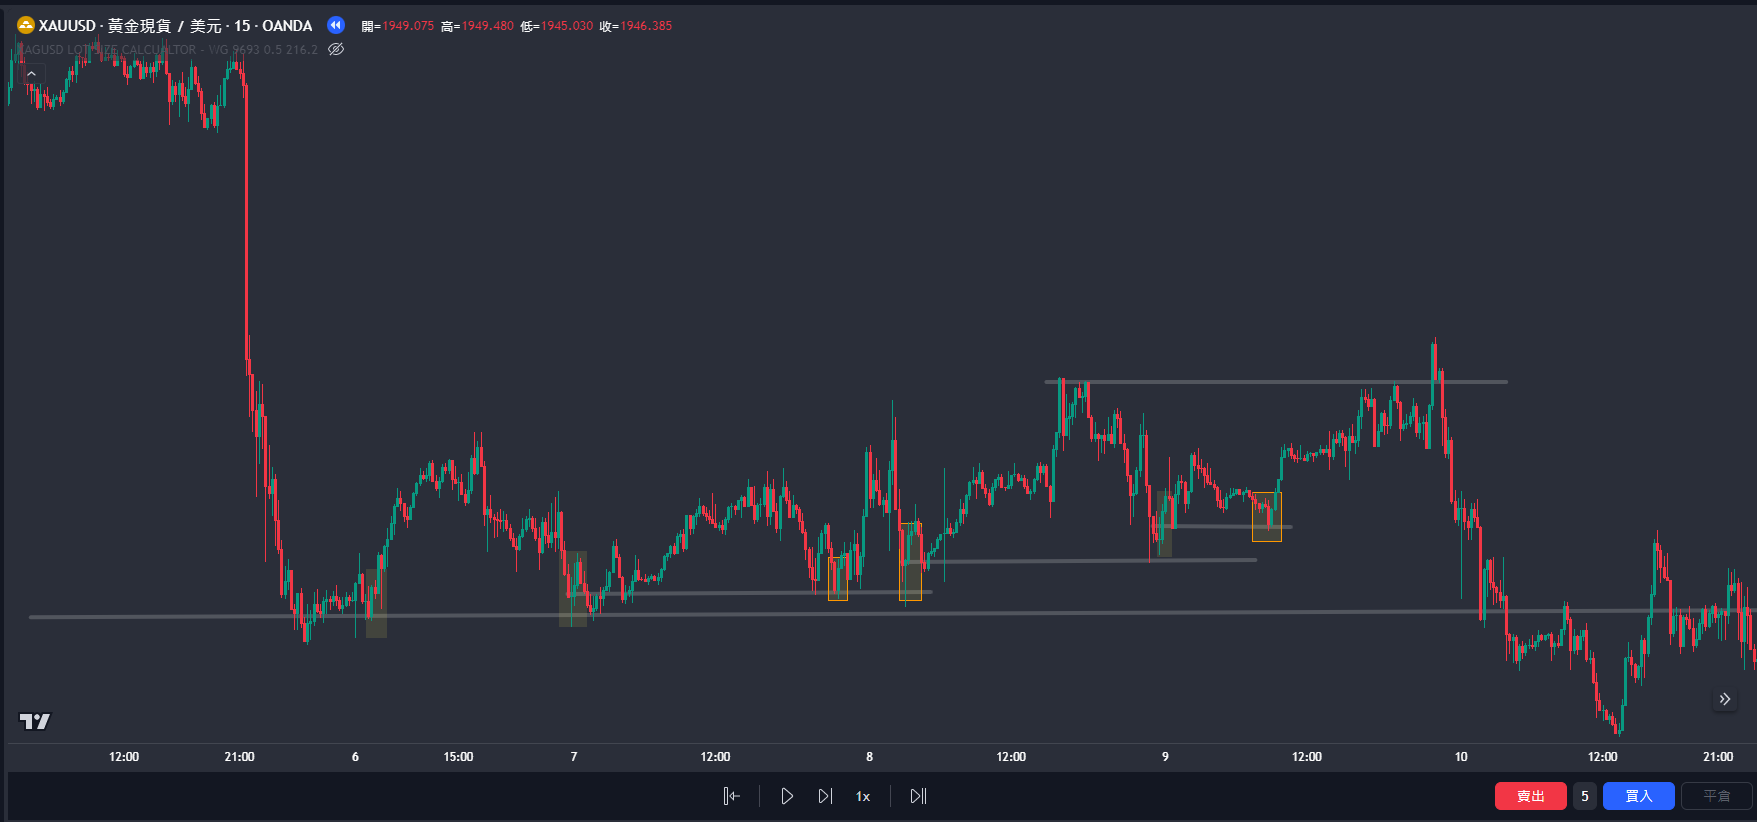 XAUUSD · 黃金現貨 / 美元 · 15 · OANDA 開=1949.075 高=1949.480 低=1945.030 收=1946.385
XAGUSD LOT SIZE CALCUALTOR - WG 9693 0.5 216.2
12:00 21:00 6 15:00 7 12:00 8 12:00 9 12:00 10 12:00 21:00
1x 賣出 5 買入 平倉